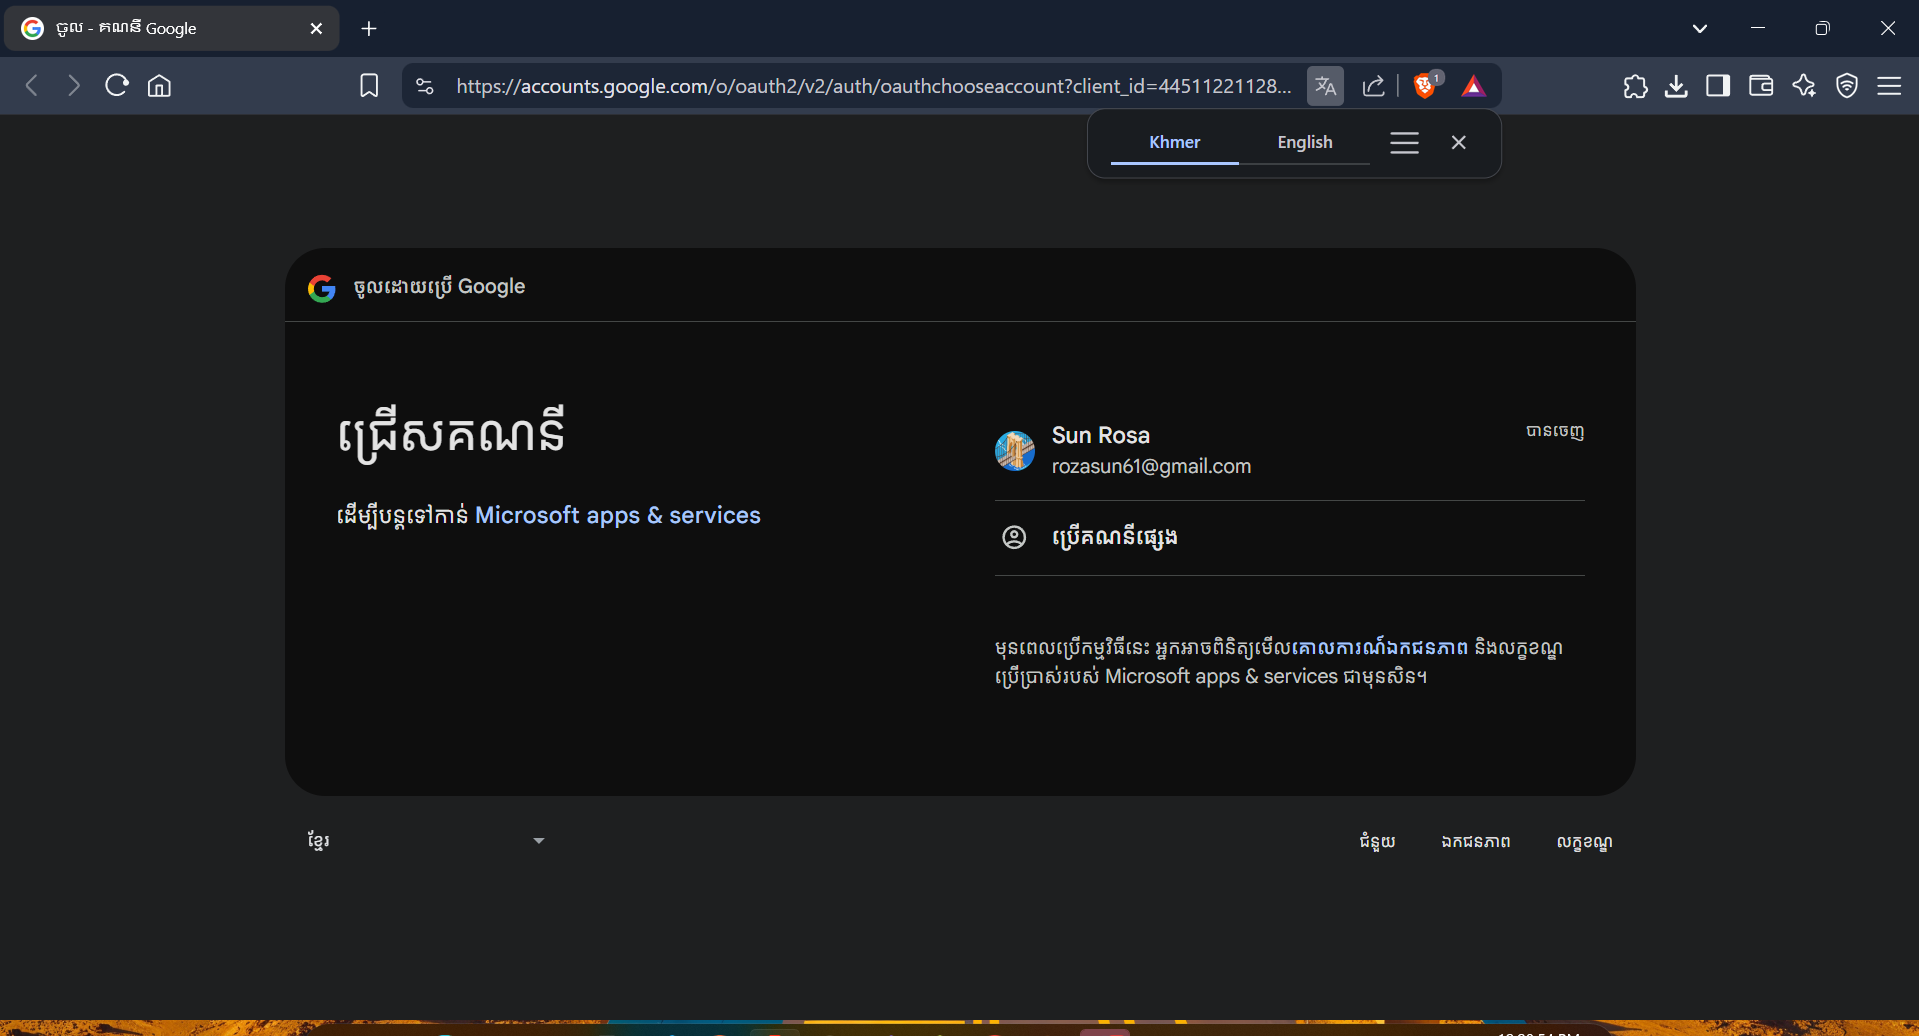 ចូល - គណនី Google
https://accounts.google.com/o/oauth2/v2/auth/oauthchooseaccount?client_id=44511221128...
1
Khmer English
ចូលដោយប្រើ Google
ជ្រើសគណនី
ដើម្បីបន្តទៅកាន់ Microsoft apps & services
Sun Rosa
បានចេញ
rozasun61@gmail.com
ប្រើគណនីផ្សេង
មុនពេលប្រើកម្មវិធីនេះ អ្នកអាចពិនិត្យមើលគោលការណ៍ឯកជនភាព និងលក្ខខណ្ឌ
ប្រើប្រាស់របស់ Microsoft apps & services ជាមុនសិន។
ខ្មែរ
ជំនួយ ឯកជនភាព លក្ខខណ្ឌ